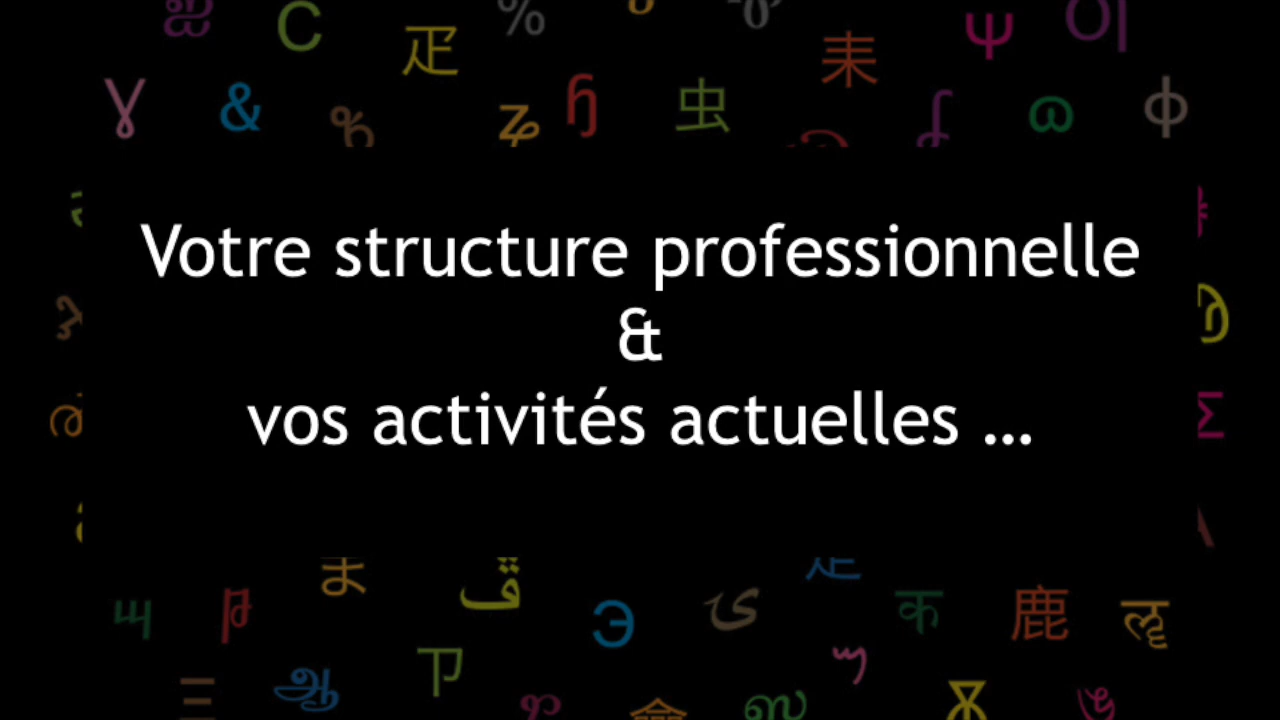 Votre structure professionnelle
&
vos activités actuelles ...